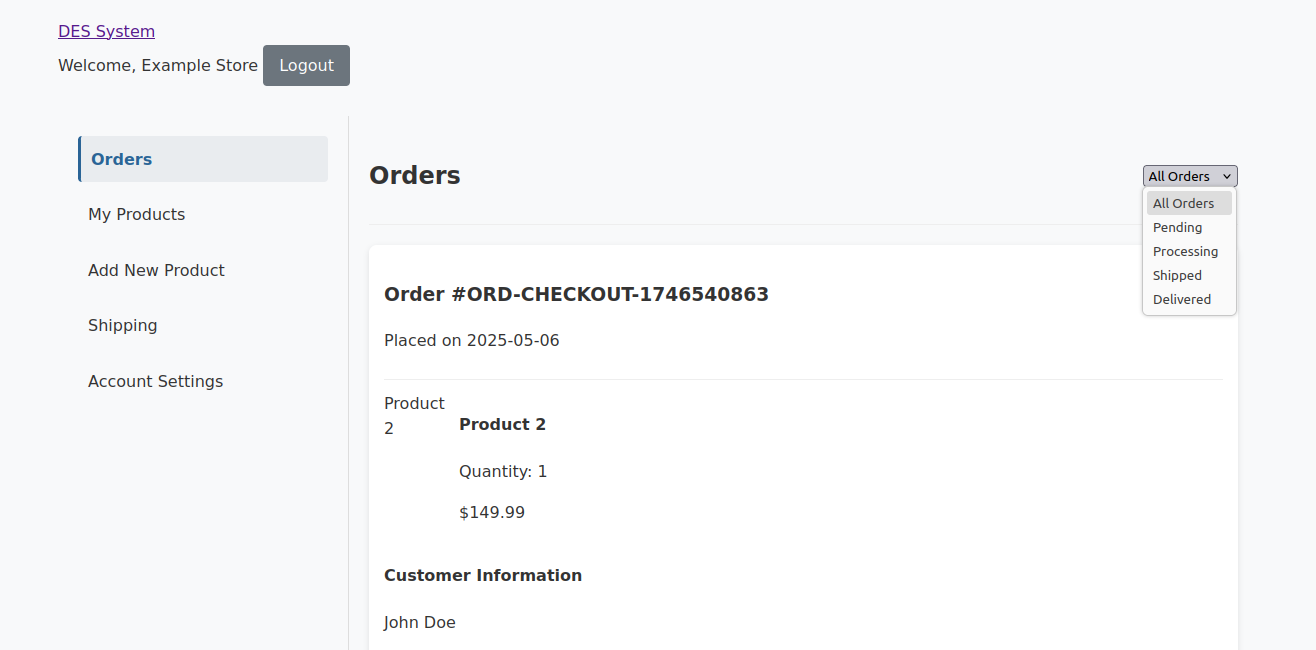 DES System
Welcome, Example Store Logout
Orders
My Products
Add New Product
Shipping
Account Settings
Orders
All Orders
All Orders
Pending
Processing
Shipped
Delivered
Order #ORD-CHECKOUT-1746540863
Placed on 2025-05-06
Product
2
Product 2
Quantity: 1
$149.99
Customer Information
John Doe